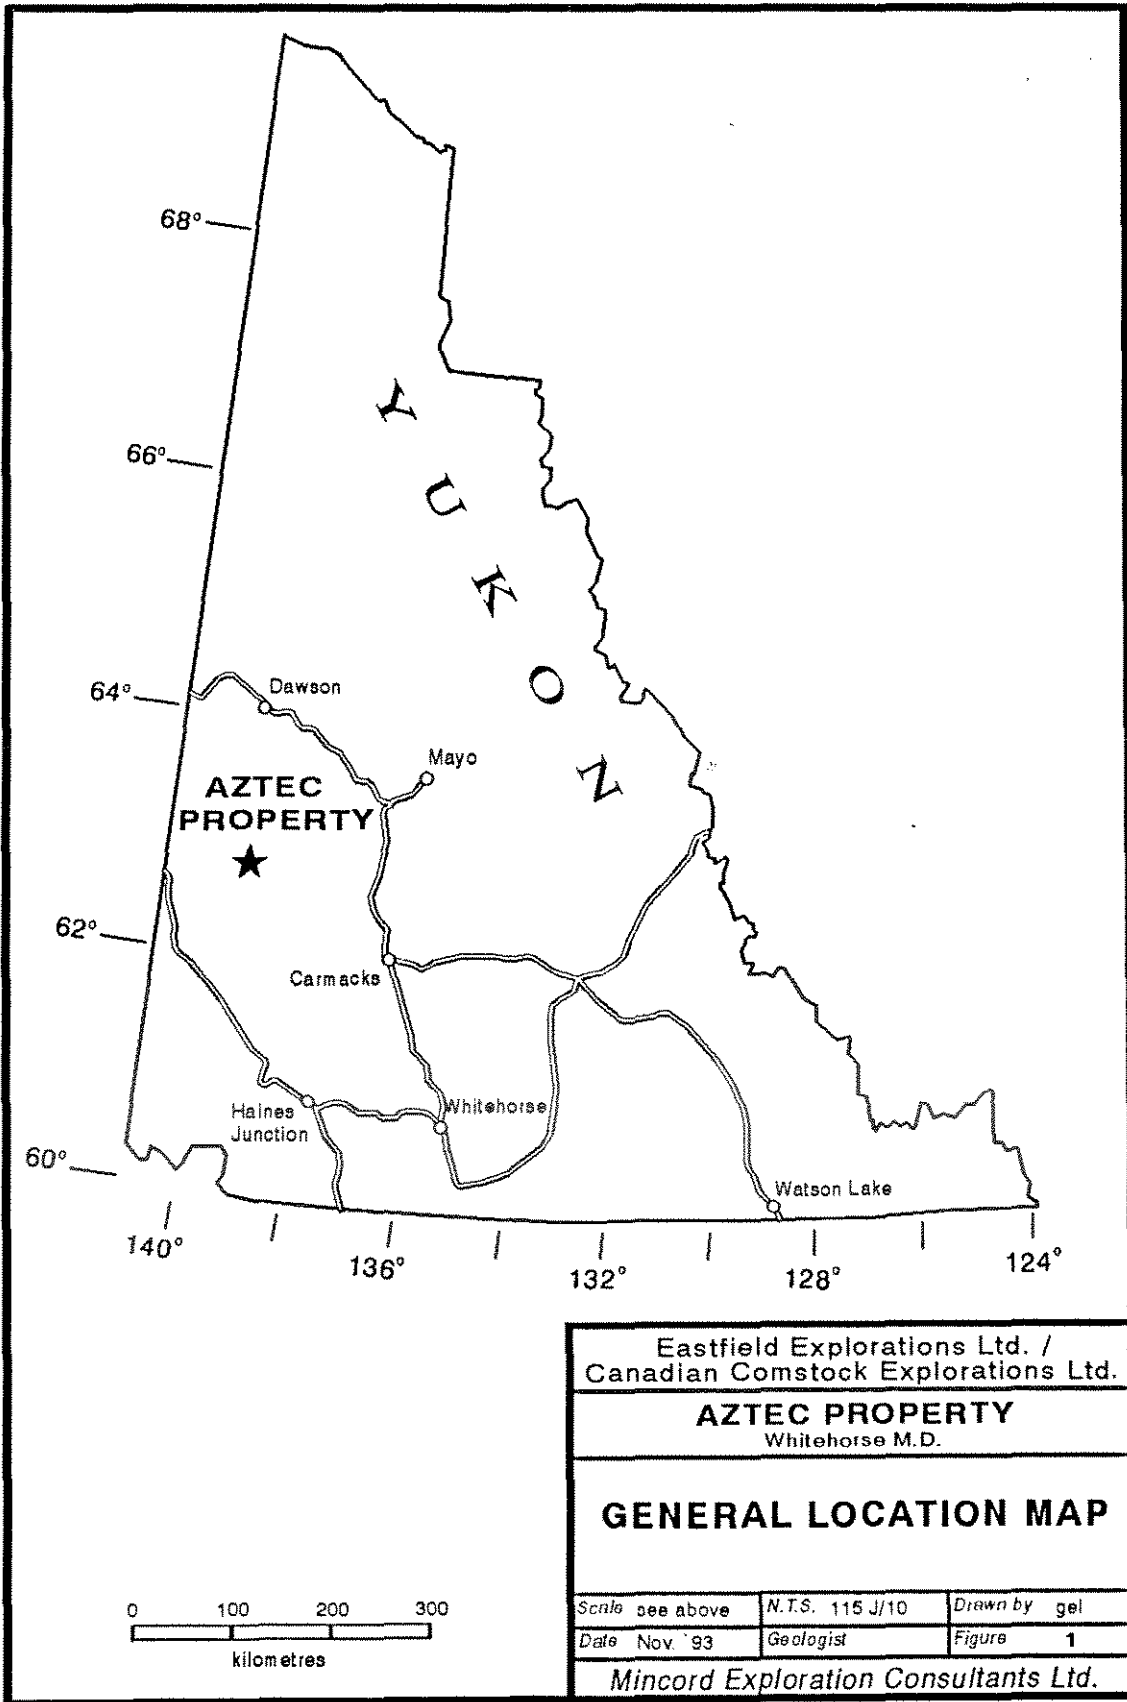 68°
Y
U
K
O
N
66°
64°
Dawson
Mayo
AZTEC
PROPERTY
62°
Carmacks
Haines
Junction
Whitehorse
60°
Watson Lake
140°
136°
132°
128°
124°
Eastfield Explorations Ltd. /
Canadian Comstock Explorations Ltd.
AZTEC PROPERTY
Whitehorse M.D.
GENERAL LOCATION MAP
Scale see above
N.T.S. 115 J/10
Drawn by gel
Date Nov. '93
Geologist
Figure 1
Mincord Exploration Consultants Ltd.
0 100 200 300
kilometres